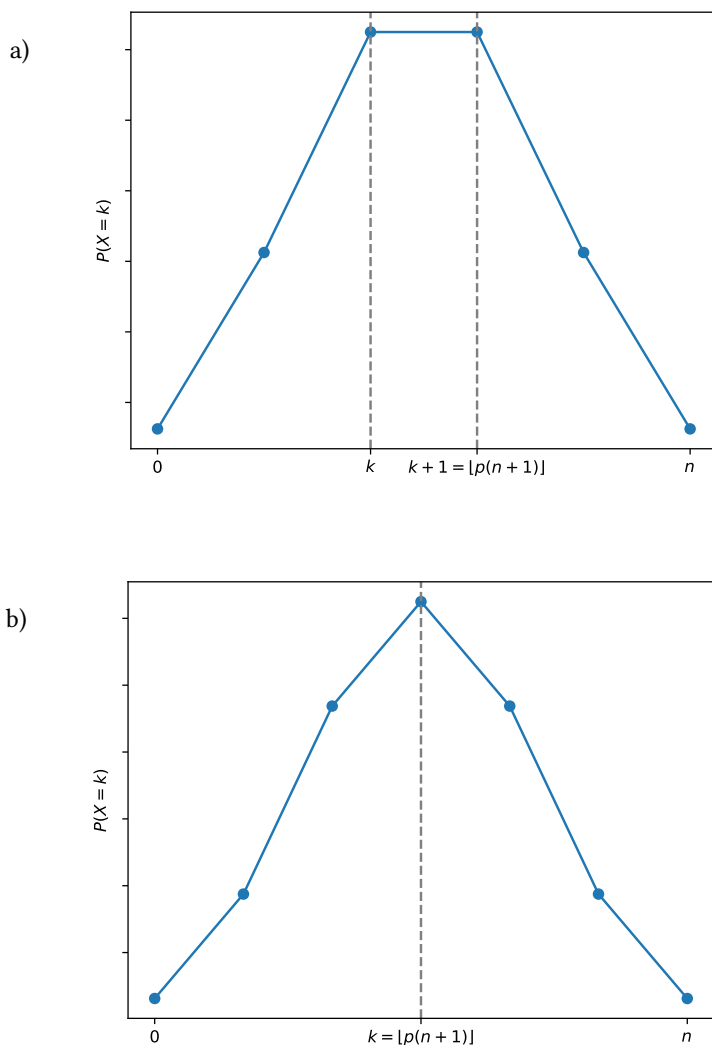 a)
P(X = k)
0
k
k + 1 = ⌊p(n + 1)⌋
n
b)
P(X = k)
0
k = ⌊p(n + 1)⌋
n